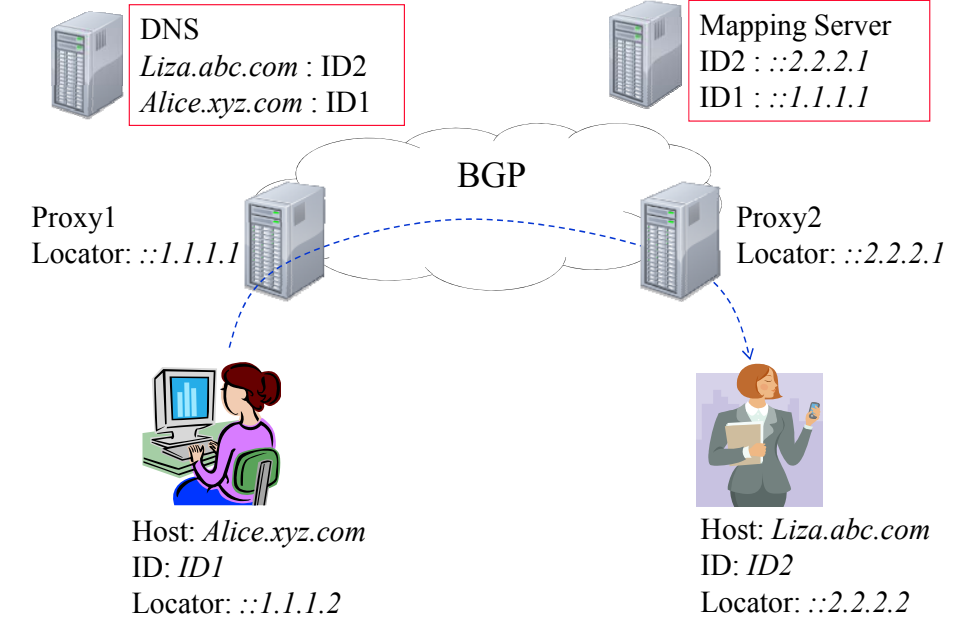 DNS
Liza.abc.com : ID2
Alice.xyz.com : ID1
Mapping Server
ID2 : ::2.2.2.1
ID1 : ::1.1.1.1
BGP
Proxy1
Locator: ::1.1.1.1
Proxy2
Locator: ::2.2.2.1
Host: Alice.xyz.com
ID: ID1
Locator: ::1.1.1.2
Host: Liza.abc.com
ID: ID2
Locator: ::2.2.2.2